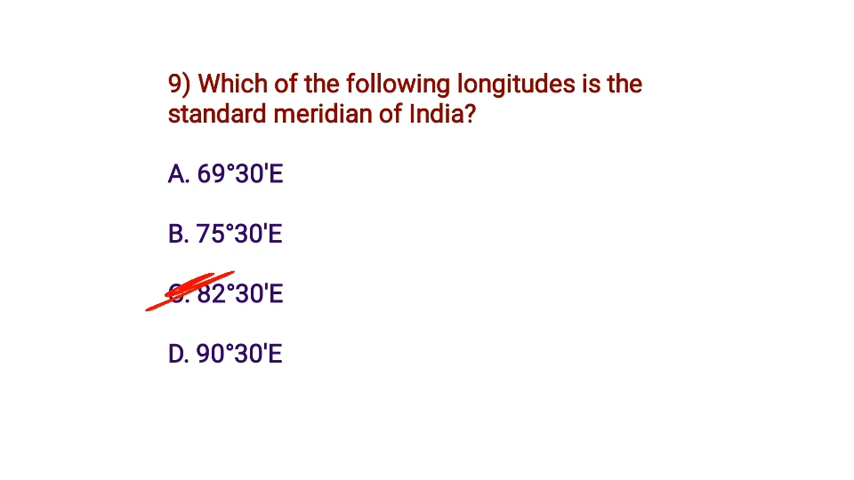 9) Which of the following longitudes is the
standard meridian of India?
A. 69°30'E
B. 75°30'E
C. 82°30'E
D. 90°30'E